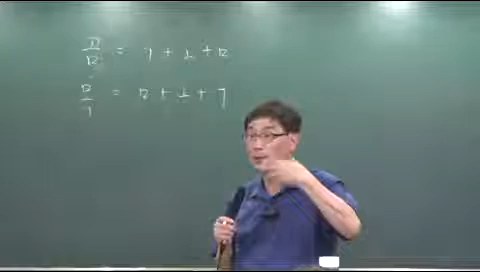 곰 = ㄱ + ㅗ + ㅁ
목 = ㅁ + ㅗ + ㄱ